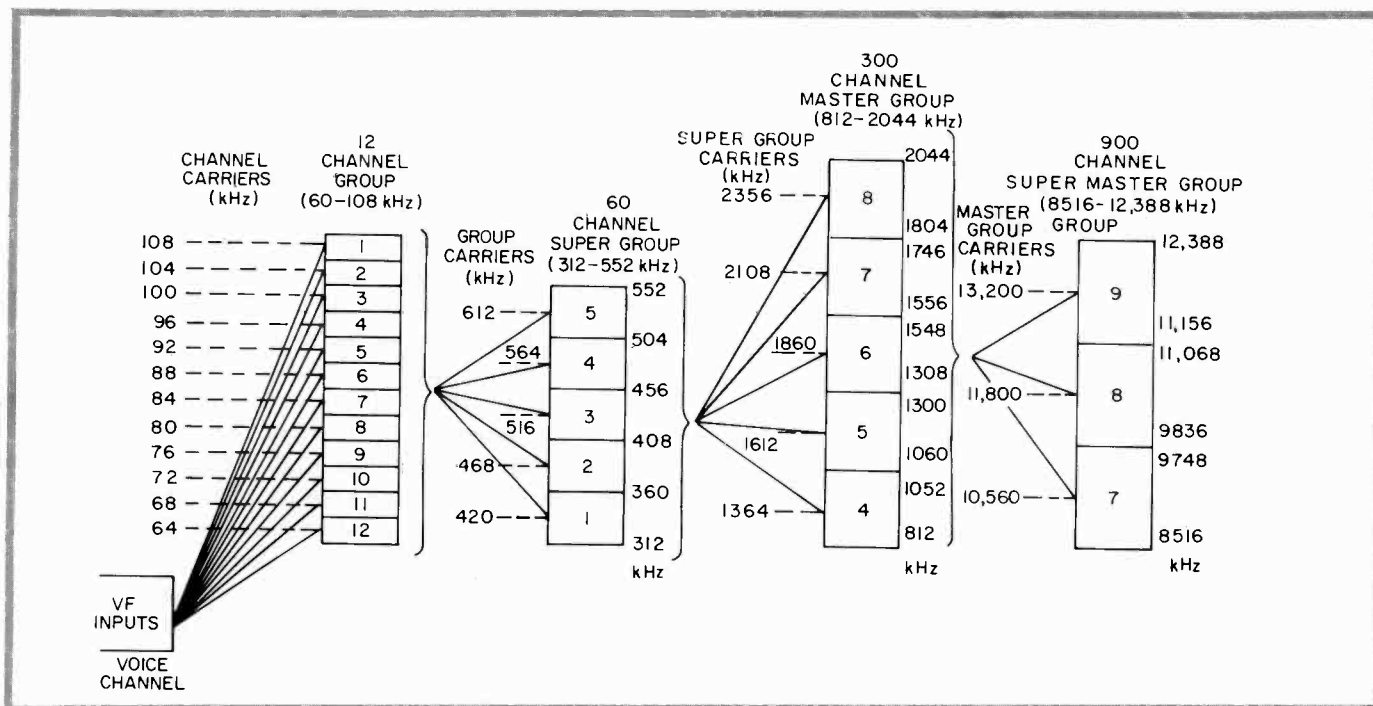 CHANNEL
CARRIERS
(kHz)
108
104
100
96
92
88
84
80
76
72
68
64
VF
INPUTS
VOICE
CHANNEL
12
CHANNEL
GROUP
(60-108 kHz)
1
2
3
4
5
6
7
8
9
10
11
12
GROUP
CARRIERS
(kHz)
612
564
516
468
420
60
CHANNEL
SUPER GROUP
(312-552 kHz)
5
4
3
2
1
552
504
456
408
360
312
kHz
SUPER GROUP
CARRIERS
(kHz)
2356
2108
1860
1612
1364
300
CHANNEL
MASTER GROUP
(812-2044 kHz)
8
7
6
5
4
2044
1804
1746
1556
1548
1308
1300
1060
1052
812
kHz
MASTER
GROUP
CARRIERS
(kHz)
13,200
11,800
10,560
900
CHANNEL
SUPER MASTER GROUP
(8516-12,388 kHz)
GROUP
9
8
7
12,388
11,156
11,068
9836
9748
8516
kHz